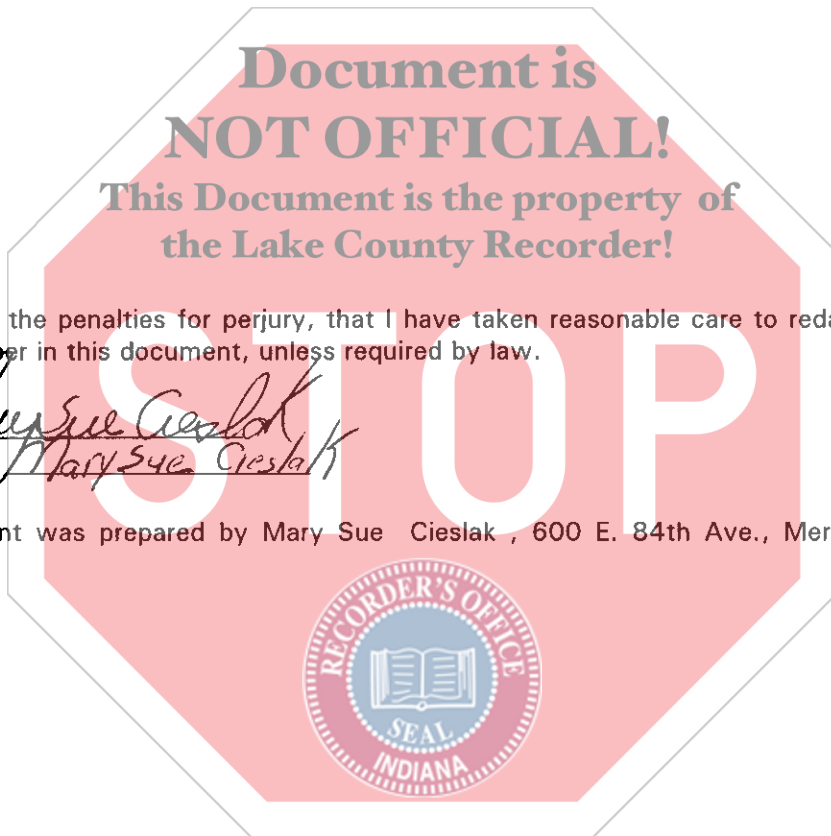 Document is
NOT OFFICIAL!
This Document is the property of
the Lake County Recorder!
the penalties for perjury, that I have taken reasonable care to reda
er in this document, unless required by law.
Sue Cieslak
Mary Sue Cieslak
nt was prepared by Mary Sue Cieslak , 600 E. 84th Ave., Mer
STOP
RECORDER'S OFFICE
SEAL
INDIANA